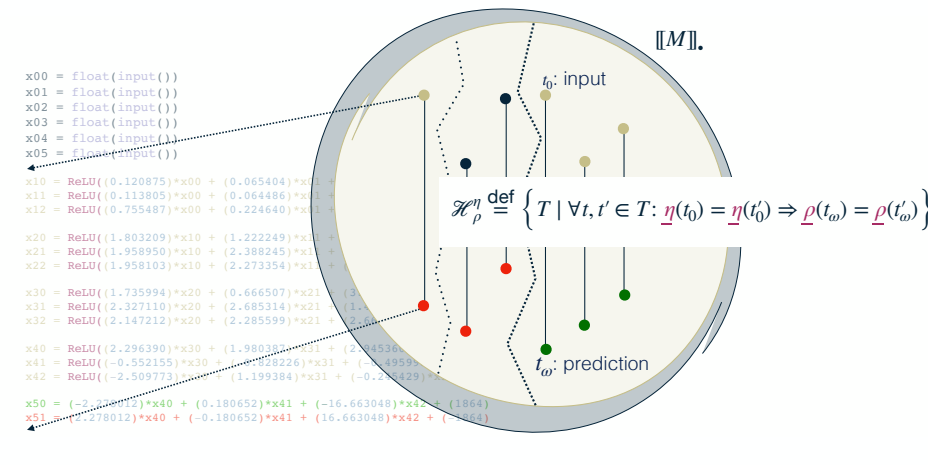 ⟦M⟧•
x00 = float(input())
x01 = float(input())
x02 = float(input())
x03 = float(input())
x04 = float(input())
x05 = float(input())
t₀: input
x10 = ReLU((0.120875)*x00 + (0.065404)*x01 +
x11 = ReLU((0.113805)*x00 + (0.064486)*x01 +
x12 = ReLU((0.755487)*x00 + (0.224640)*x01 +
ℋ_ρ^η def= { T | ∀t, t′ ∈ T: η(t₀) = η(t′₀) ⇒ ρ(t_ω) = ρ(t′_ω) }
x20 = ReLU((1.803209)*x10 + (1.222249)*x11
x21 = ReLU((1.958950)*x10 + (2.388245)*x11
x22 = ReLU((1.958103)*x10 + (2.273354)*x11
x30 = ReLU((1.735994)*x20 + (0.666507)*x21 +
x31 = ReLU((2.327110)*x20 + (2.685314)*x21 +
x32 = ReLU((2.147212)*x20 + (2.285599)*x21 +
x40 = ReLU((2.296390)*x30 + (1.980387)*x31 +
x41 = ReLU((-0.552155)*x30 + x31 +
x42 = ReLU((-2.509773)*x30 + (1.199384)*x31 +
t_ω: prediction
x50 = (-2.278012)*x40 + (0.180652)*x41 + (-16.663048)*x42 + (1864)
x51 = (2.278012)*x40 + (-0.180652)*x41 + (16.663048)*x42 + (-1864)